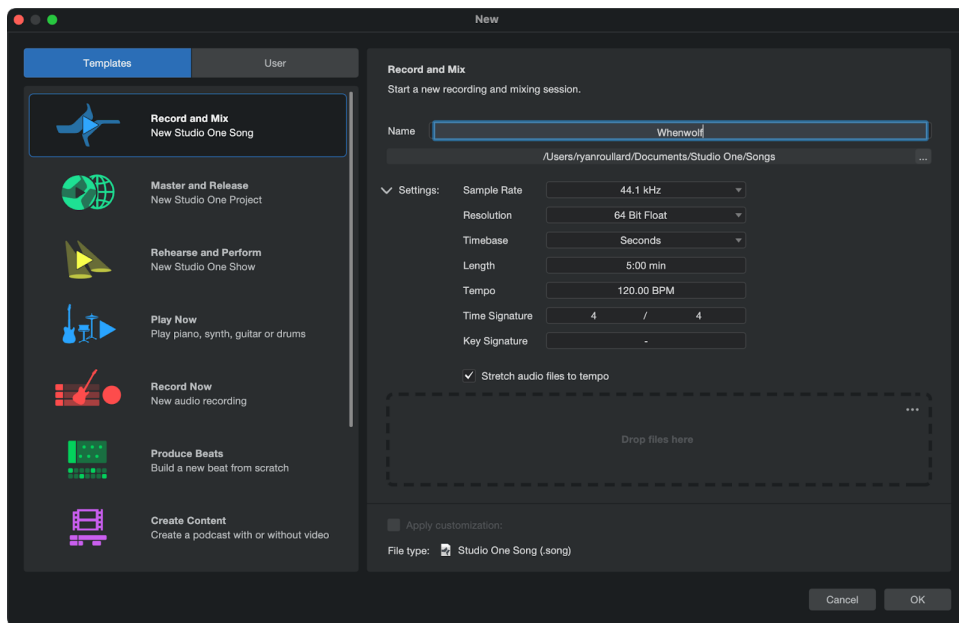 New
Templates
User
Record and Mix
New Studio One Song
Master and Release
New Studio One Project
Rehearse and Perform
New Studio One Show
Play Now
Play piano, synth, guitar or drums
Record Now
New audio recording
Produce Beats
Build a new beat from scratch
Create Content
Create a podcast with or without video
Record and Mix
Start a new recording and mixing session.
Name Whenwolf
/Users/ryanroullard/Documents/Studio One/Songs ...
Settings: Sample Rate 44.1 kHz
Resolution 64 Bit Float
Timebase Seconds
Length 5:00 min
Tempo 120.00 BPM
Time Signature 4 / 4
Key Signature -
Stretch audio files to tempo
Drop files here
Apply customization:
File type: Studio One Song (.song)
Cancel OK